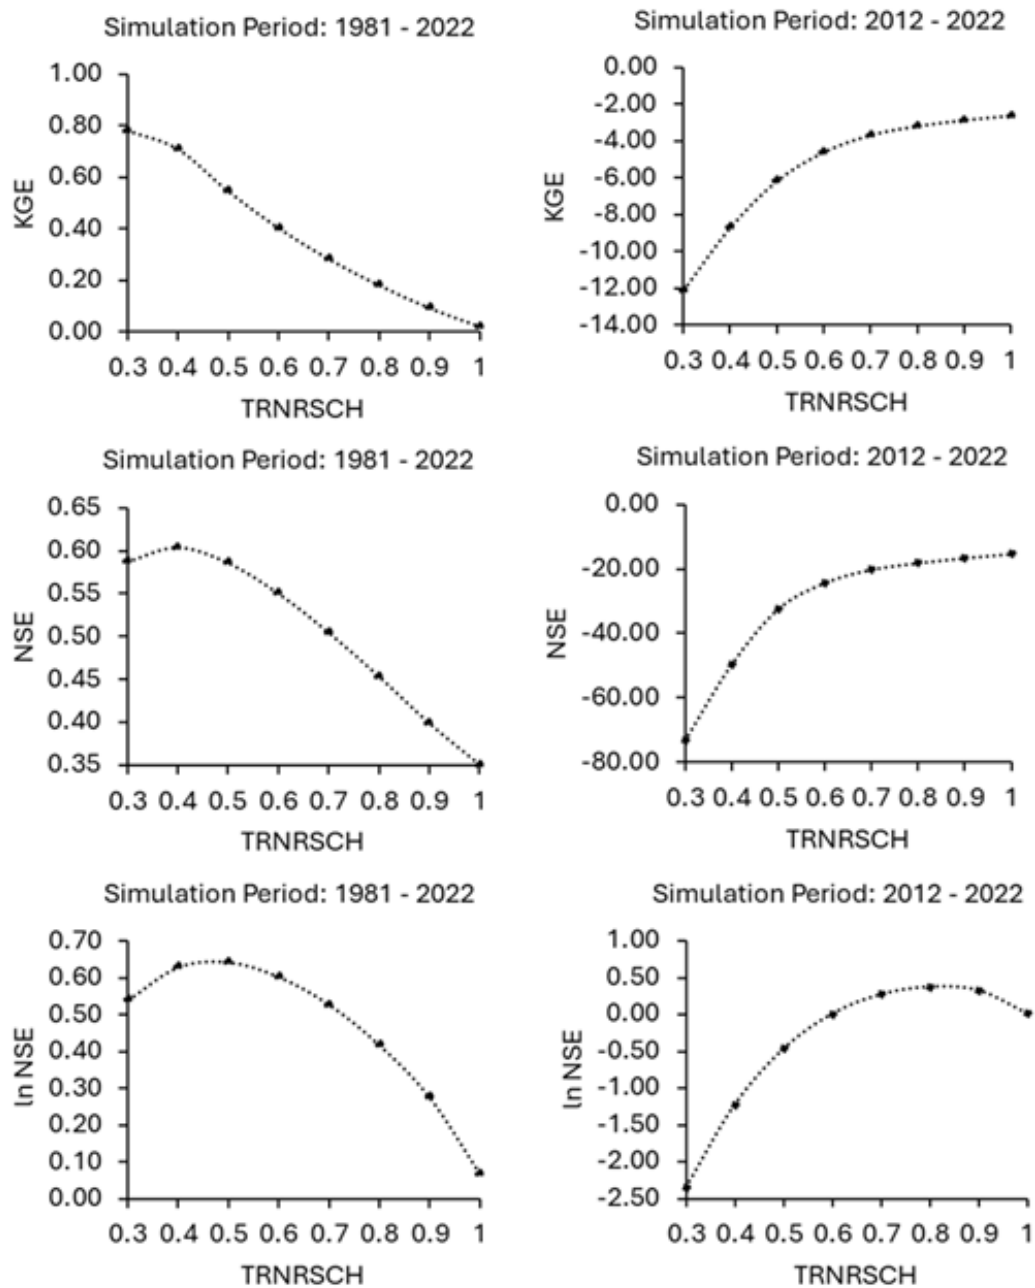 Simulation Period: 1981 - 2022
KGE
1.00
0.80
0.60
0.40
0.20
0.00
0.3 0.4 0.5 0.6 0.7 0.8 0.9 1
TRNRSCH
Simulation Period: 2012 - 2022
KGE
0.00
-2.00
-4.00
-6.00
-8.00
-10.00
-12.00
-14.00
0.3 0.4 0.5 0.6 0.7 0.8 0.9 1
TRNRSCH
Simulation Period: 1981 - 2022
NSE
0.65
0.60
0.55
0.50
0.45
0.40
0.35
0.3 0.4 0.5 0.6 0.7 0.8 0.9 1
TRNRSCH
Simulation Period: 2012 - 2022
NSE
0.00
-20.00
-40.00
-60.00
-80.00
0.3 0.4 0.5 0.6 0.7 0.8 0.9 1
TRNRSCH
Simulation Period: 1981 - 2022
ln NSE
0.70
0.60
0.50
0.40
0.30
0.20
0.10
0.00
0.3 0.4 0.5 0.6 0.7 0.8 0.9 1
TRNRSCH
Simulation Period: 2012 - 2022
ln NSE
1.00
0.50
0.00
-0.50
-1.00
-1.50
-2.00
-2.50
0.3 0.4 0.5 0.6 0.7 0.8 0.9 1
TRNRSCH